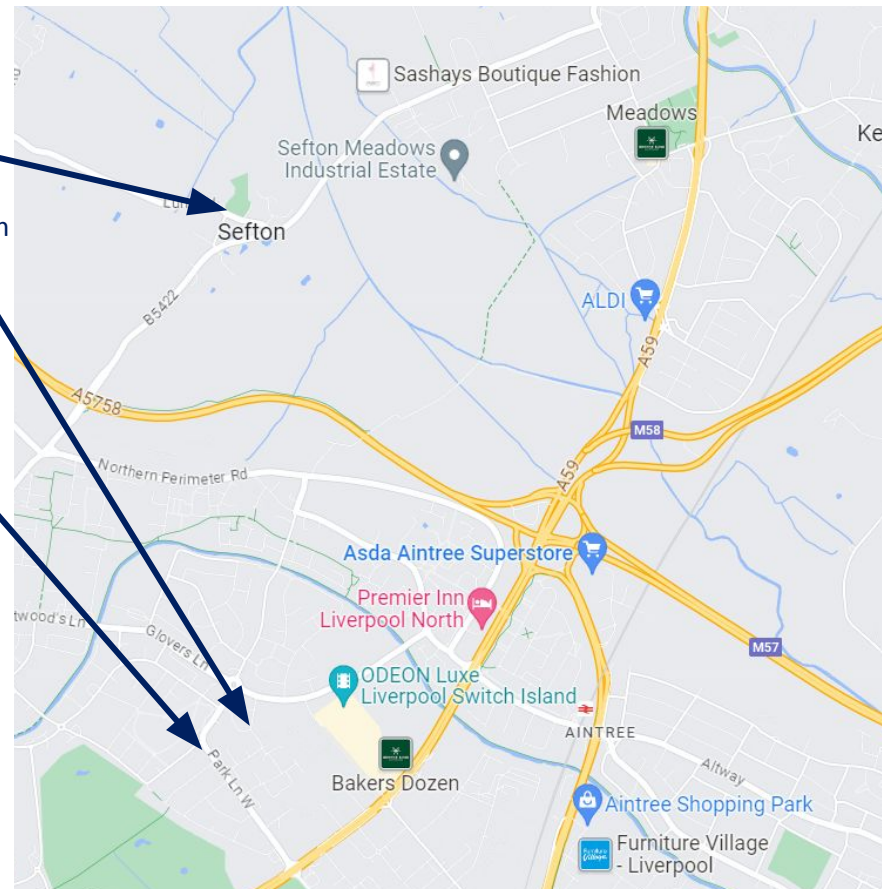 Sashays Boutique Fashion
Meadows
Ke
Sefton Meadows
Industrial Estate
Sefton
n
B5422
ALDI
A59
A5758
M58
Northern Perimeter Rd
A59
Asda Aintree Superstore
Premier Inn
Liverpool North
twood's Ln
Glovers Ln
M57
ODEON Luxe
Liverpool Switch Island
AINTREE
Park Ln W
Bakers Dozen
Altway
Aintree Shopping Park
Furniture Village
- Liverpool